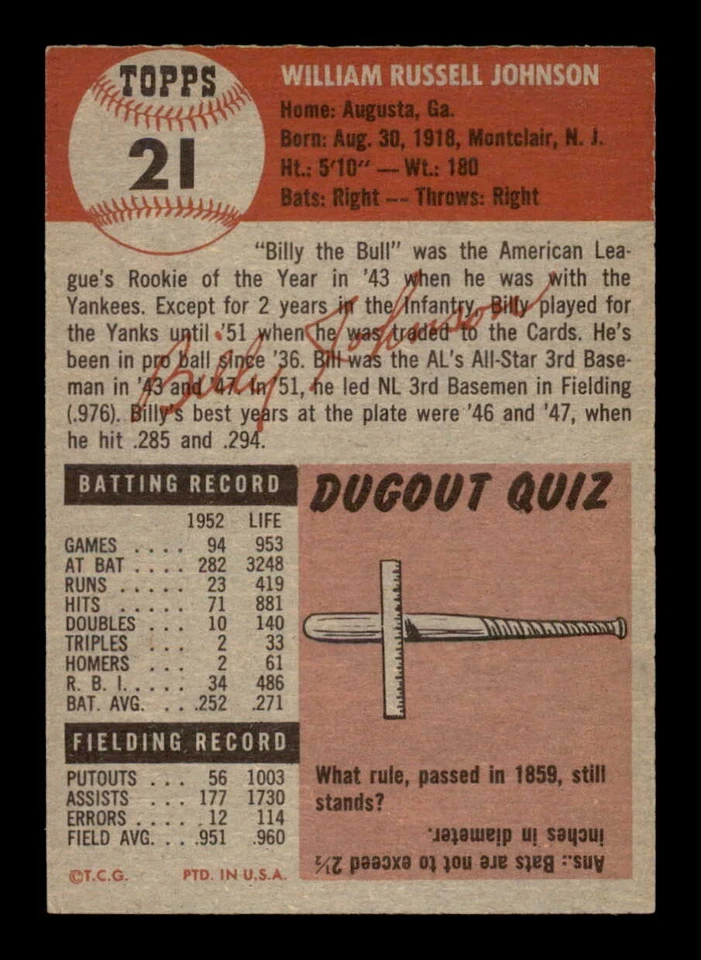 TOPPS
21
WILLIAM RUSSELL JOHNSON
Home: Augusta, Ga.
Born: Aug. 30, 1918, Montclair, N. J.
Ht.: 5'10" — Wt.: 180
Bats: Right -- Throws: Right
"Billy the Bull" was the American Lea-
gue's Rookie of the Year in '43 when he was with the
Yankees. Except for 2 years in the Infantry, Billy played for
the Yanks until '51 when he was traded to the Cards. He's
been in pro ball since '36. Bill was the AL's All-Star 3rd Base-
man in '43 and '47. In '51, he led NL 3rd Basemen in Fielding
(.976). Billy's best years at the plate were '46 and '47, when
he hit .285 and .294.
Billy Johnson
BATTING RECORD
1952 LIFE
GAMES .... 94 953
AT BAT .... 282 3248
RUNS .... 23 419
HITS ..... 71 881
DOUBLES ... 10 140
TRIPLES ... 2 33
HOMERS ... 2 61
R. B. I. .... 34 486
BAT. AVG. ... .252 .271
FIELDING RECORD
PUTOUTS ... 56 1003
ASSISTS ... 177 1730
ERRORS .... 12 114
FIELD AVG. ... .951 .960
©T.C.G. PTD. IN U.S.A.
DUGOUT QUIZ
What rule, passed in 1859, still
stands?
Ans.: Bats are not to exceed 2½
inches in diameter.